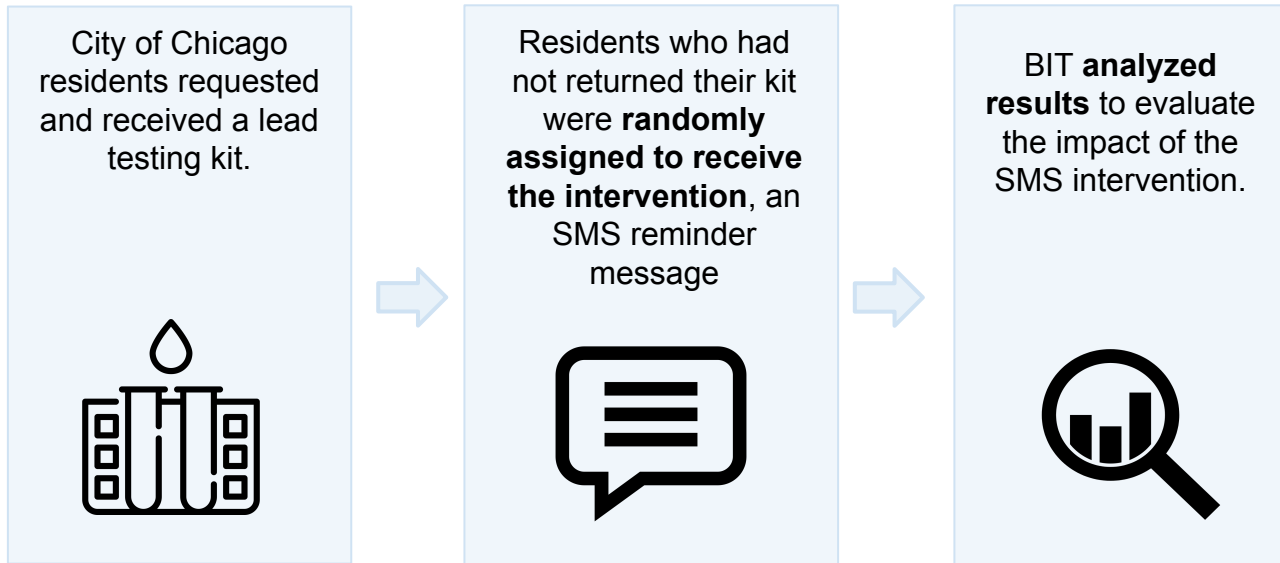 City of Chicago
residents requested
and received a lead
testing kit.
Residents who had
not returned their kit
were randomly
assigned to receive
the intervention, an
SMS reminder
message
BIT analyzed
results to evaluate
the impact of the
SMS intervention.